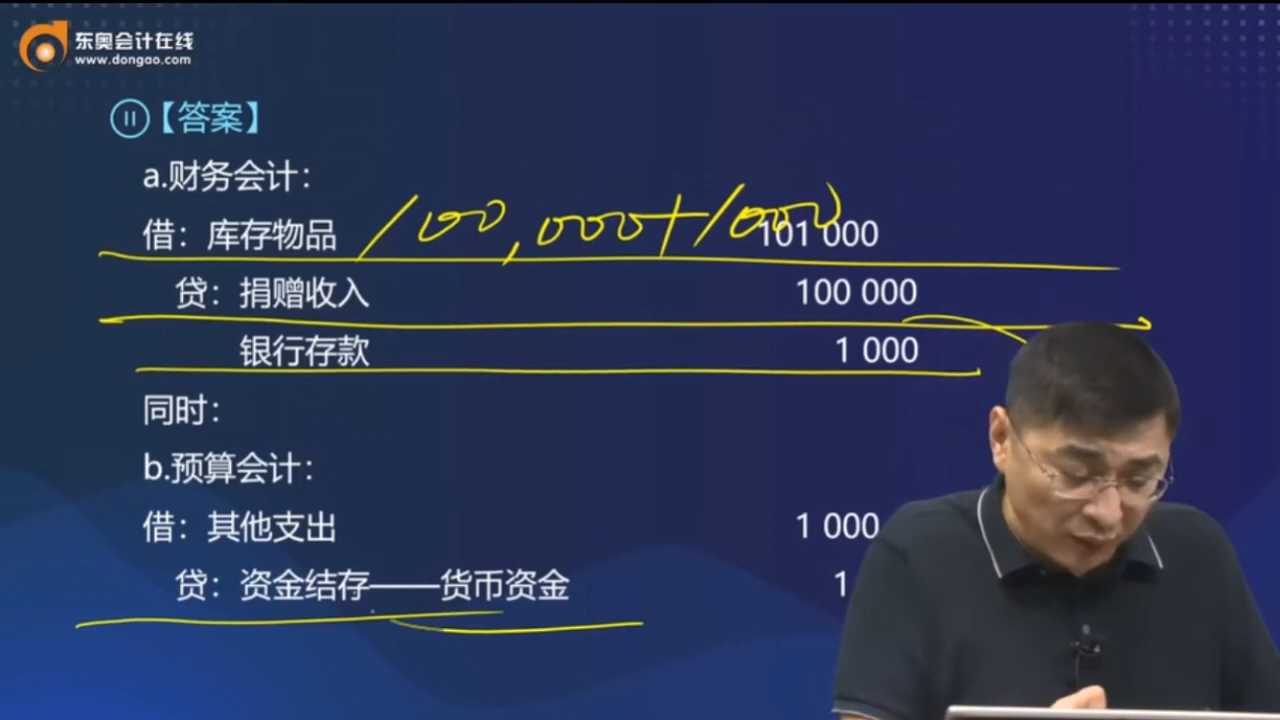 东奥会计在线
www.dongao.com
II【答案】
a.财务会计:
借：库存物品 100,000+1000 101 000
贷：捐赠收入 100 000
银行存款 1 000
同时:
b.预算会计:
借：其他支出 1 000
贷：资金结存——货币资金 1